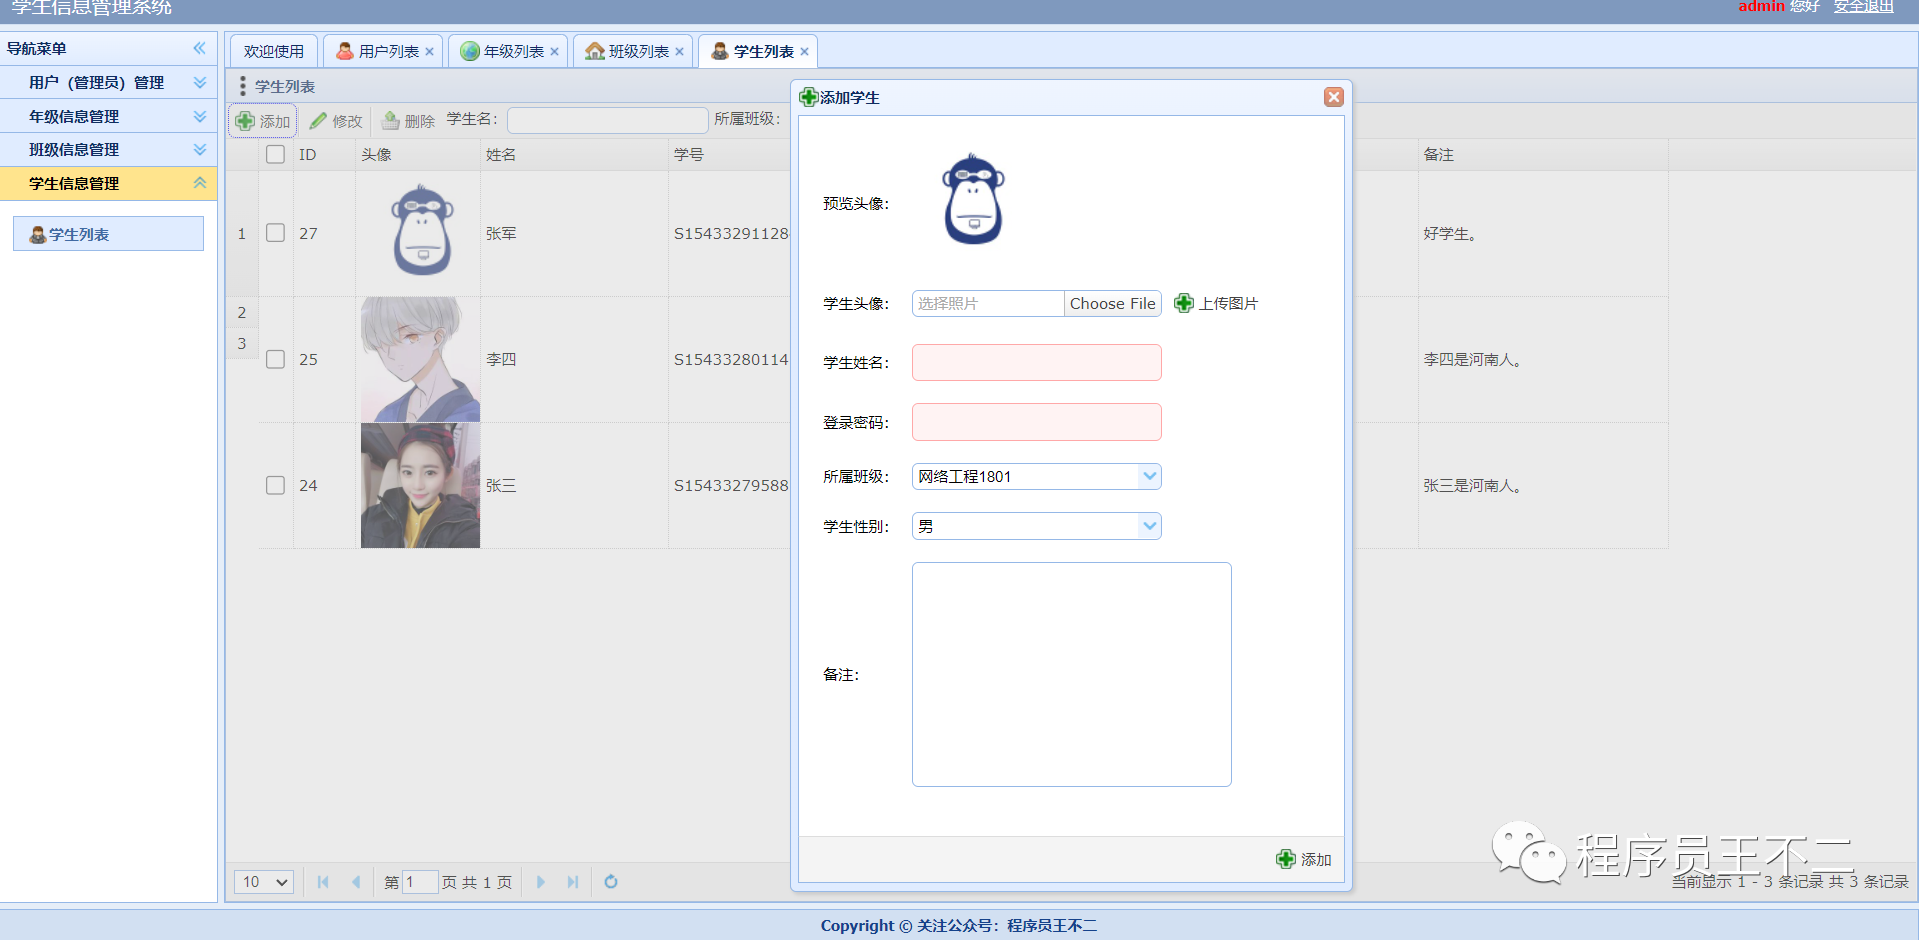 学生信息管理系统
admin 您好 安全退出
导航菜单
用户（管理员）管理
年级信息管理
班级信息管理
学生信息管理
学生列表
欢迎使用 用户列表 年级列表 班级列表 学生列表
学生列表
添加 修改 删除 学生名： 所属班级：
ID 头像 姓名 学号 备注
1 27 张军 S15433291128 好学生。
2
3
25 李四 S15433280114 李四是河南人。
24 张三 S15433279588 张三是河南人。
添加学生
预览头像：
学生头像： 选择照片 Choose File 上传图片
学生姓名：
登录密码：
所属班级： 网络工程1801
学生性别： 男
备注：
添加
10 第 1 页 共 1 页
当前显示 1 - 3 条记录 共 3 条记录
程序员王不二
Copyright © 关注公众号：程序员王不二